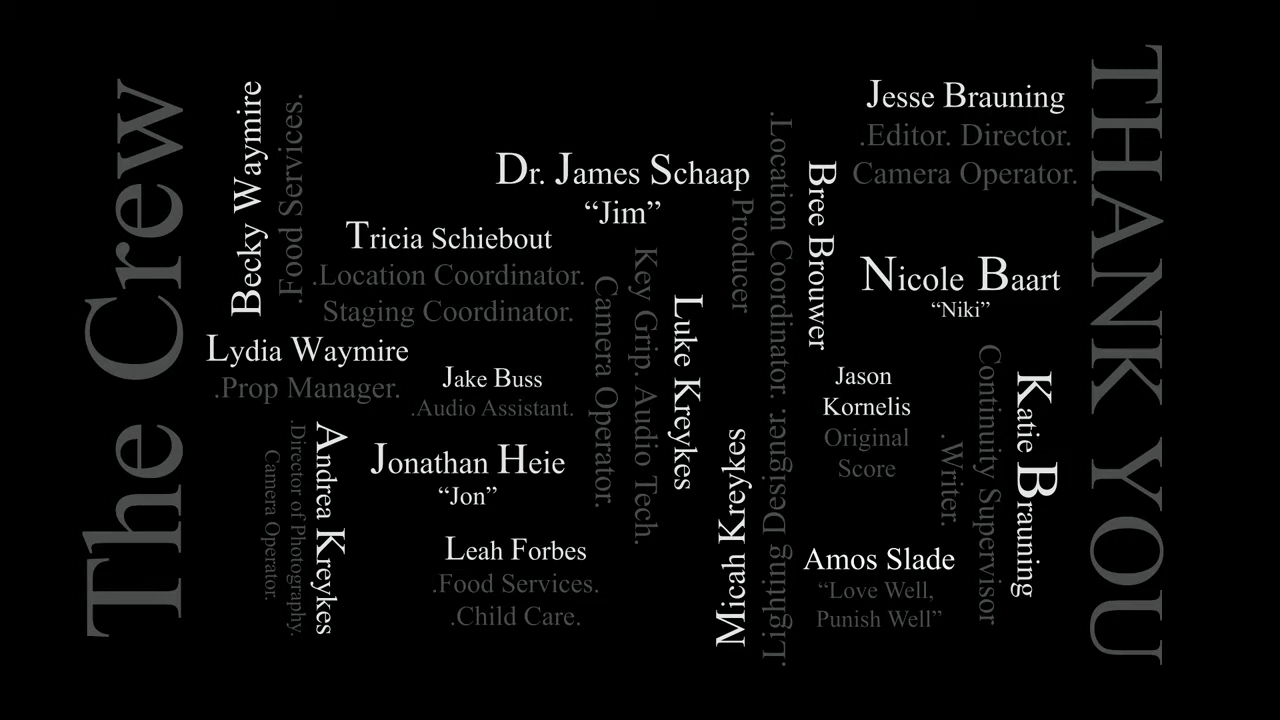 The Crew
Becky Waymire
.Food Services.
Lydia Waymire
.Prop Manager.
Tricia Schiebout
.Location Coordinator.
Staging Coordinator.
Jake Buss
.Audio Assistant.
Andrea Kreykes
.Director of Photography.
Camera Operator.
Jonathan Heie
“Jon”
Leah Forbes
.Food Services.
.Child Care.
Dr. James Schaap
“Jim”
Producer
Luke Kreykes
Key Grip. Audio Tech.
Camera Operator.
Micah Kreykes
.Lighting Designer.
Bree Brouwer
.Location Coordinator.
Jesse Brauning
.Editor. Director.
Camera Operator.
Nicole Baart
“Niki”
Jason
Kornelis
Original
Score
Katie Brauning
Continuity Supervisor
.Writer.
Amos Slade
“Love Well,
Punish Well”
THANK YOU